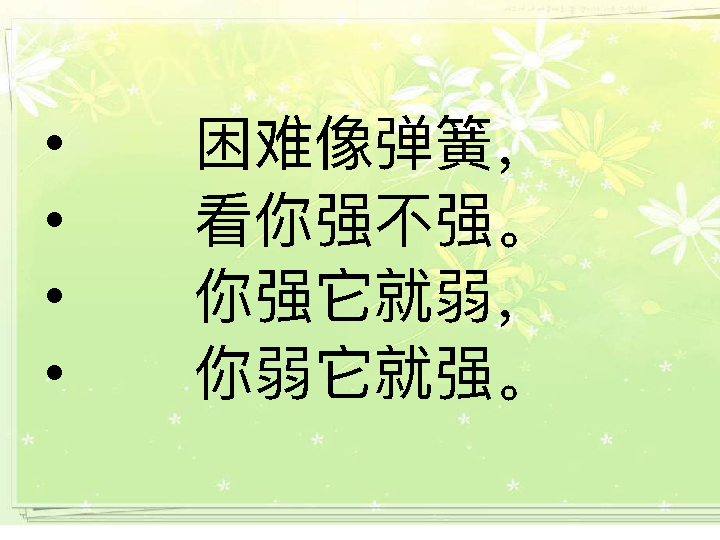 • 困难像弹簧，
• 看你强不强。
• 你强它就弱，
• 你弱它就强。